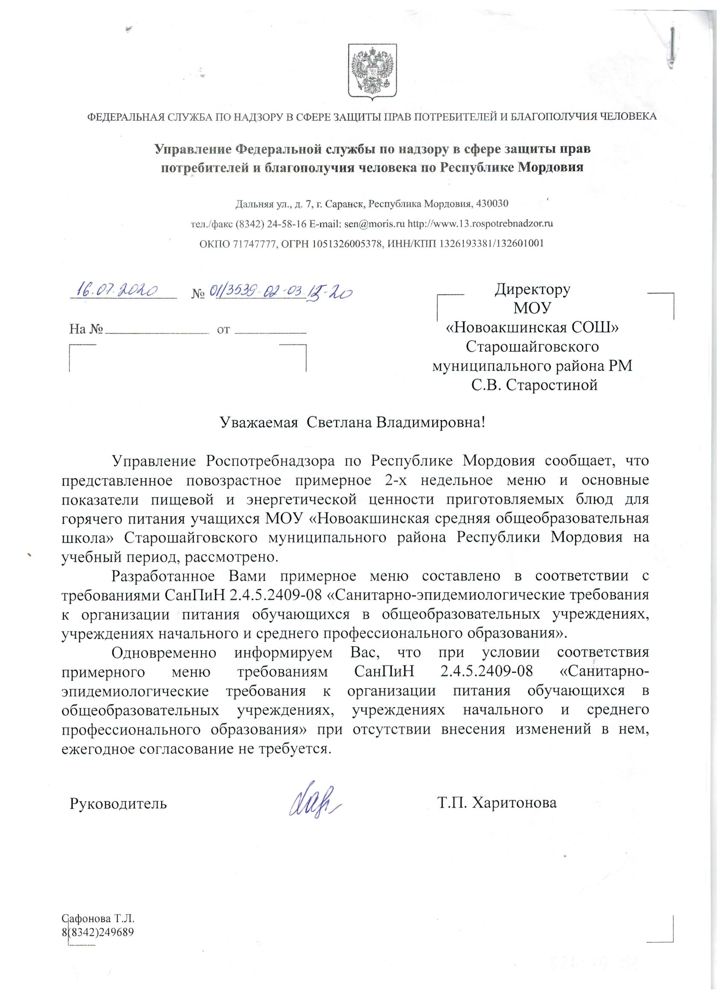 ФЕДЕРАЛЬНАЯ СЛУЖБА ПО НАДЗОРУ В СФЕРЕ ЗАЩИТЫ ПРАВ ПОТРЕБИТЕЛЕЙ И БЛАГОПОЛУЧИЯ ЧЕЛОВЕКА
Управление Федеральной службы по надзору в сфере защиты прав
потребителей и благополучия человека по Республике Мордовия
Дальняя ул., д. 7, г. Саранск, Республика Мордовия, 430030
тел./факс (8342) 24-58-16 E-mail: sen@moris.ru http://www.13.rospotrebnadzor.ru
ОКПО 71747777, ОГРН 1051326005378, ИНН/КПП 1326193381/132601001
16.07.2020 № 01/3539-02-03.15-20
На № от
Директору
МОУ
«Новоакшинская СОШ»
Старошайговского
муниципального района РМ
С.В. Старостиной
Уважаемая Светлана Владимировна!
Управление Роспотребнадзора по Республике Мордовия сообщает, что
представленное повозрастное примерное 2-х недельное меню и основные
показатели пищевой и энергетической ценности приготовляемых блюд для
горячего питания учащихся МОУ «Новоакшинская средняя общеобразовательная
школа» Старошайговского муниципального района Республики Мордовия на
учебный период, рассмотрено.
Разработанное Вами примерное меню составлено в соответствии с
требованиями СанПиН 2.4.5.2409-08 «Санитарно-эпидемиологические требования
к организации питания обучающихся в общеобразовательных учреждениях,
учреждениях начального и среднего профессионального образования».
Одновременно информируем Вас, что при условии соответствия
примерного меню требованиям СанПиН 2.4.5.2409-08 «Санитарно-
эпидемиологические требования к организации питания обучающихся в
общеобразовательных учреждениях, учреждениях начального и среднего
профессионального образования» при отсутствии внесения изменений в нем,
ежегодное согласование не требуется.
Руководитель Т.П. Харитонова
Сафонова Т.Л.
8(8342)249689